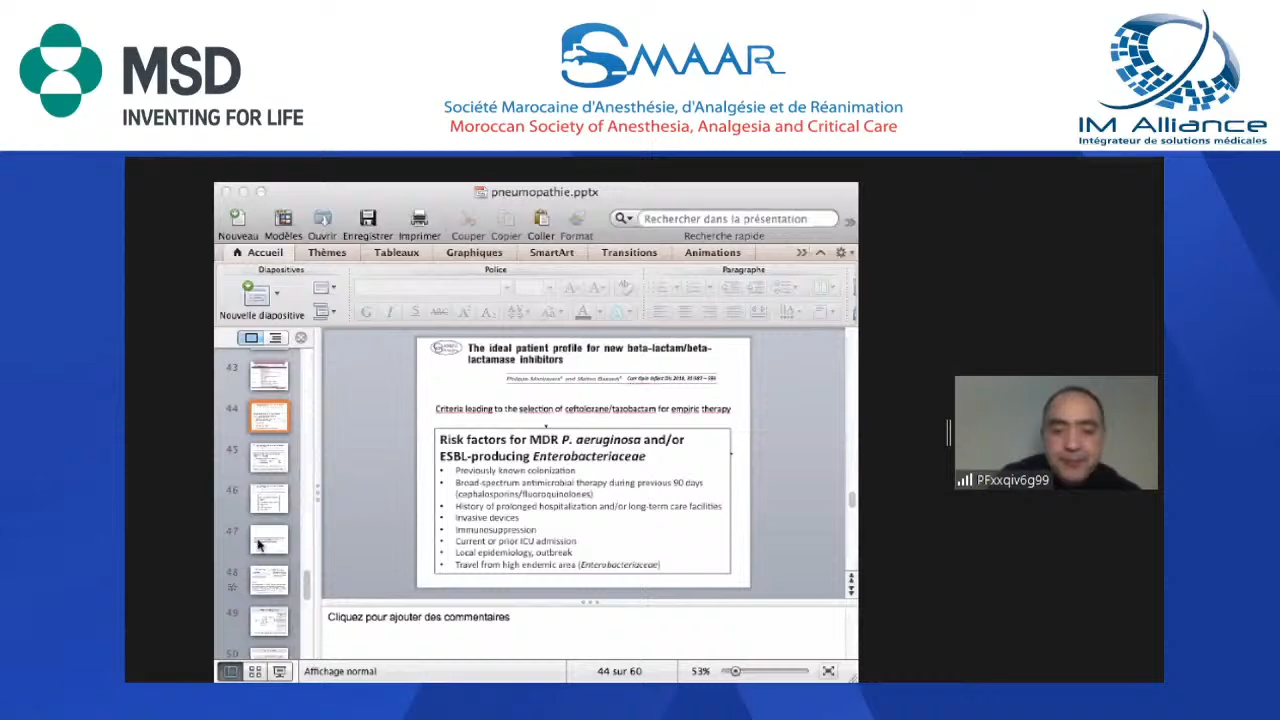 MSD
INVENTING FOR LIFE
SMAAR
Société Marocaine d'Anesthésie, d'Analgésie et de Réanimation
Moroccan Society of Anesthesia, Analgesia and Critical Care
IM Alliance
Intégrateur de solutions médicales
pneumopathie.pptx
Rechercher dans la présentation
Nouveau Modèles Ouvrir Enregistrer Imprimer Couper Copier Coller Format Recherche rapide
Accueil Thèmes Tableaux Graphiques SmartArt Transitions Animations
Diapositives Police Paragraphe
Nouvelle diapositive
43
44
45
46
47
48
49
50
The ideal patient profile for new beta-lactam/beta-
lactamase inhibitors
Criteria leading to the selection of ceftolozane/tazobactam for empiric therapy
Risk factors for MDR P. aeruginosa and/or
ESBL-producing Enterobacteriaceae
• Previously known colonization
• Broad-spectrum antimicrobial therapy during previous 90 days
(cephalosporins/fluoroquinolones)
• History of prolonged hospitalization and/or long-term care facilities
• Invasive devices
• Immunosuppression
• Current or prior ICU admission
• Local epidemiology, outbreak
• Travel from high endemic area (Enterobacteriaceae)
Cliquez pour ajouter des commentaires
Affichage normal 44 sur 60 53%
PFxxqiv6g99